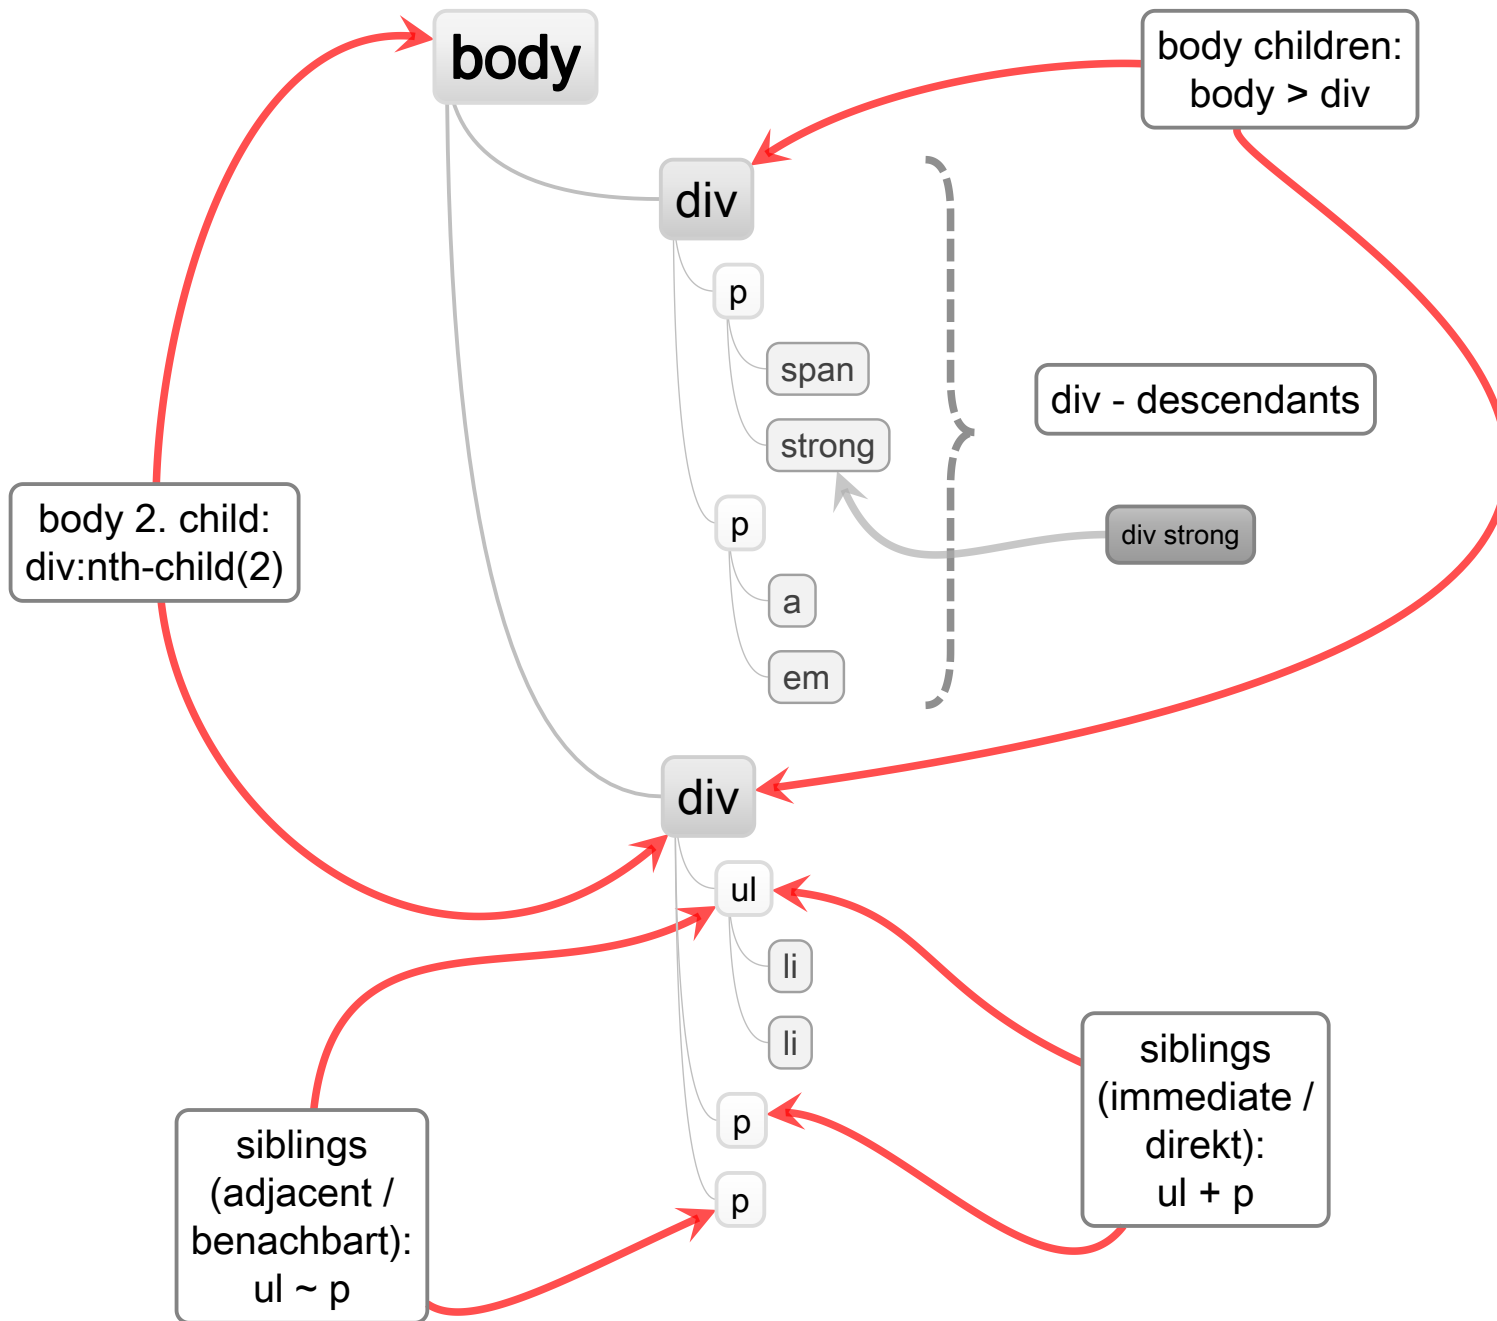 body
body children:
body > div
div
p
span
strong
div - descendants
body 2. child:
div:nth-child(2)
p
div strong
a
em
div
ul
li
li
p
p
siblings
(immediate /
direkt):
ul + p
siblings
(adjacent /
benachbart):
ul ~ p